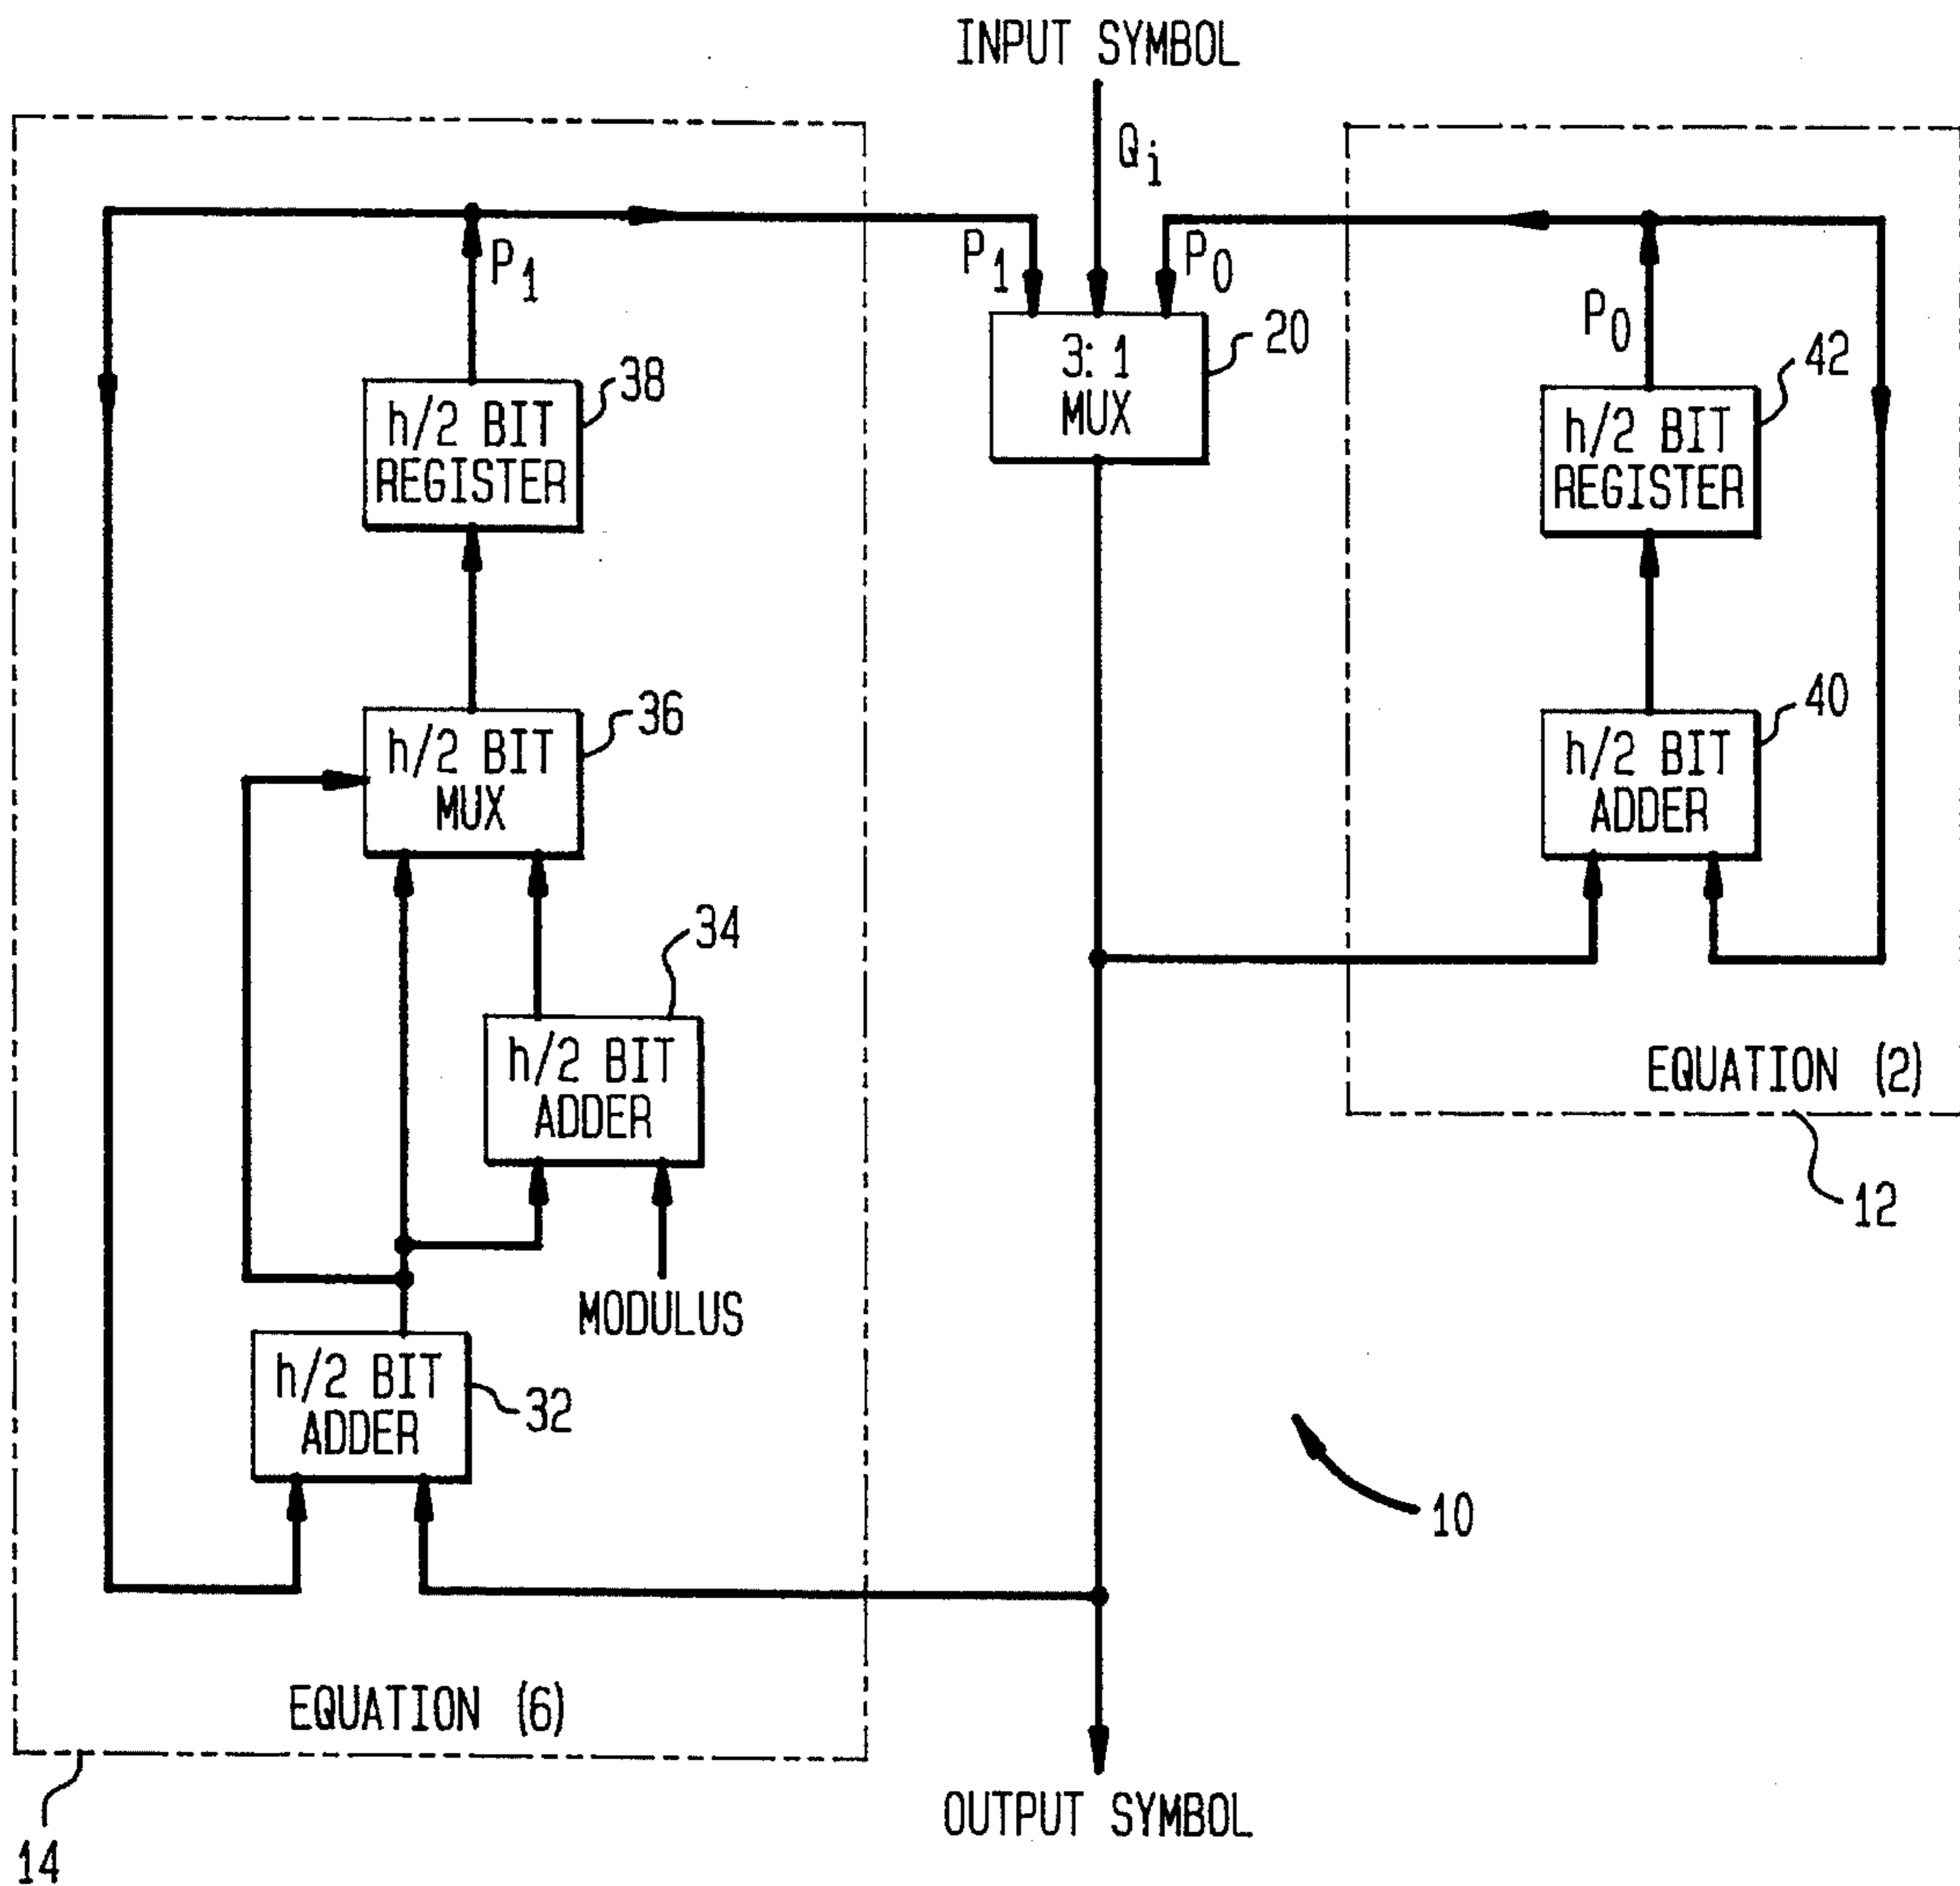 INPUT SYMBOL
Qi
P1
P1
P0
P0
38
h/2 BIT
REGISTER
3:1
MUX
20
42
h/2 BIT
REGISTER
36
h/2 BIT
MUX
40
h/2 BIT
ADDER
34
h/2 BIT
ADDER
EQUATION (2)
12
MODULUS
h/2 BIT
ADDER
32
10
EQUATION (6)
14
OUTPUT SYMBOL